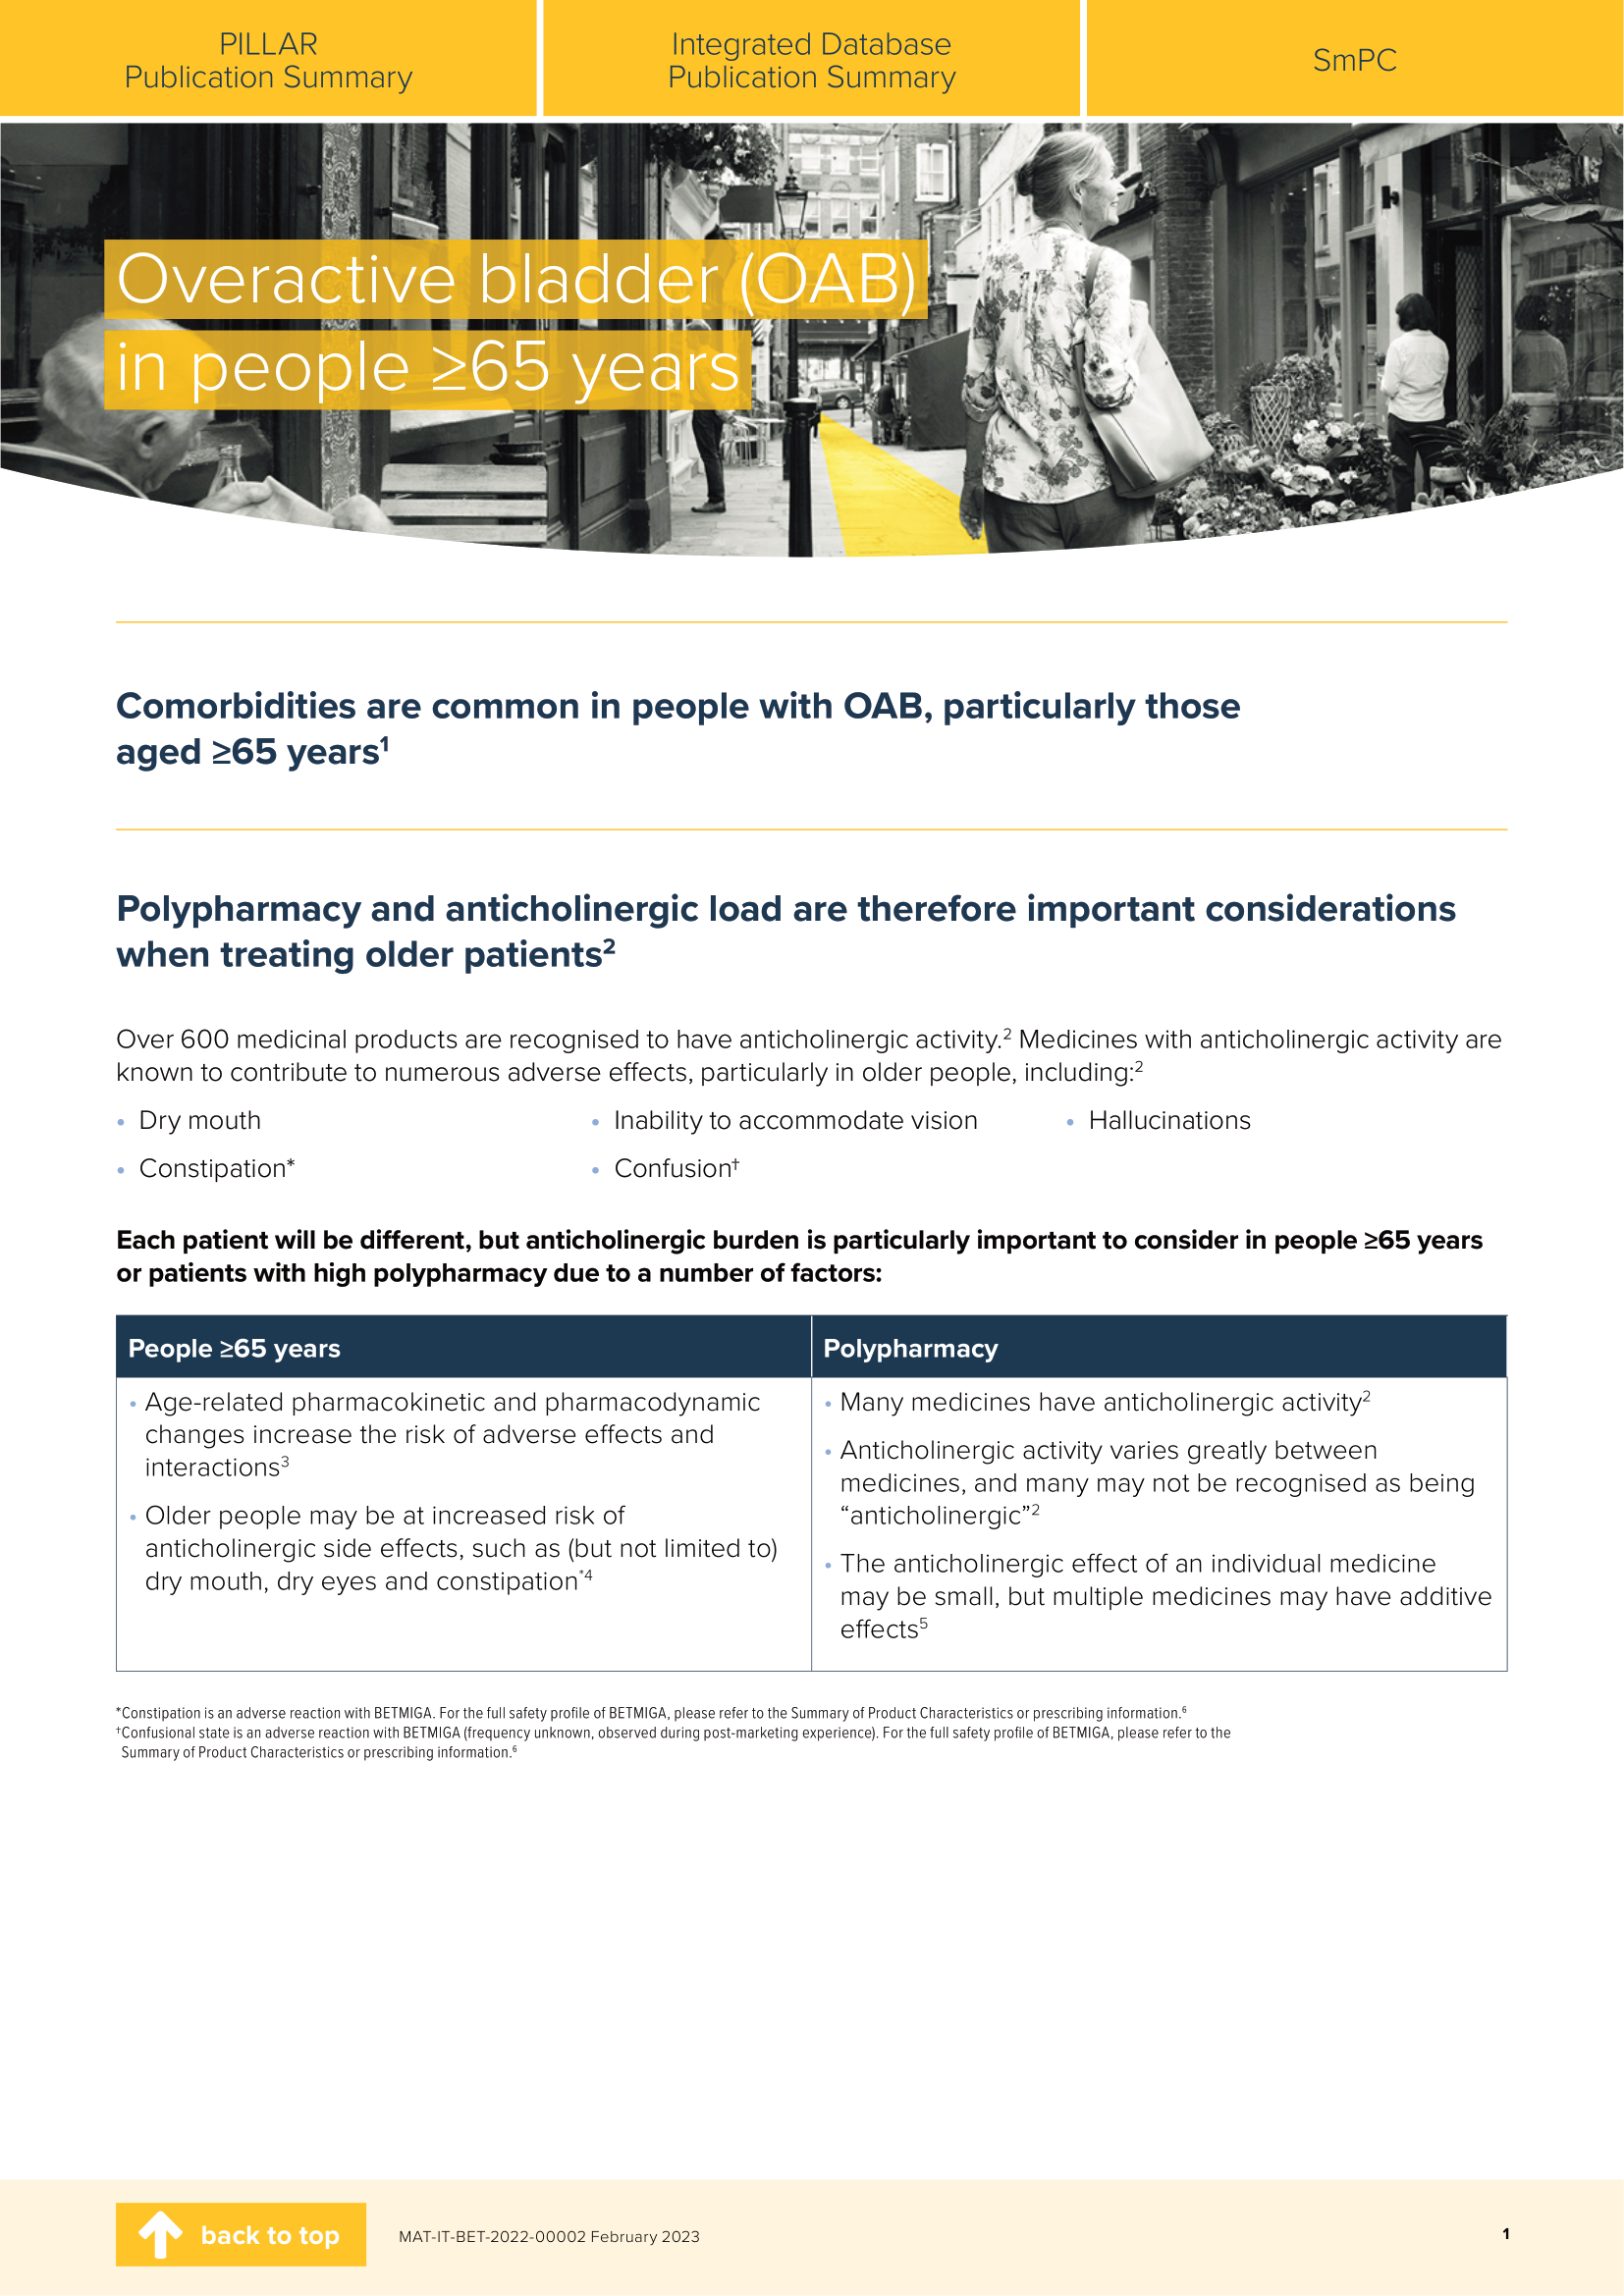 PILLAR
Publication Summary
Integrated Database
Publication Summary
SmPC
Overactive bladder (OAB)
in people ≥65 years
Comorbidities are common in people with OAB, particularly those
aged ≥65 years¹
Polypharmacy and anticholinergic load are therefore important considerations
when treating older patients²
Over 600 medicinal products are recognised to have anticholinergic activity.² Medicines with anticholinergic activity are
known to contribute to numerous adverse effects, particularly in older people, including:²
• Dry mouth
• Inability to accommodate vision
• Hallucinations
• Constipation*
• Confusion†
Each patient will be different, but anticholinergic burden is particularly important to consider in people ≥65 years
or patients with high polypharmacy due to a number of factors:
People ≥65 years
• Age-related pharmacokinetic and pharmacodynamic
changes increase the risk of adverse effects and
interactions³
• Older people may be at increased risk of
anticholinergic side effects, such as (but not limited to)
dry mouth, dry eyes and constipation*⁴
Polypharmacy
• Many medicines have anticholinergic activity²
• Anticholinergic activity varies greatly between
medicines, and many may not be recognised as being
“anticholinergic”²
• The anticholinergic effect of an individual medicine
may be small, but multiple medicines may have additive
effects⁵
*Constipation is an adverse reaction with BETMIGA. For the full safety profile of BETMIGA, please refer to the Summary of Product Characteristics or prescribing information.⁶
†Confusional state is an adverse reaction with BETMIGA (frequency unknown, observed during post-marketing experience). For the full safety profile of BETMIGA, please refer to the
Summary of Product Characteristics or prescribing information.⁶
back to top
MAT-IT-BET-2022-00002 February 2023
1